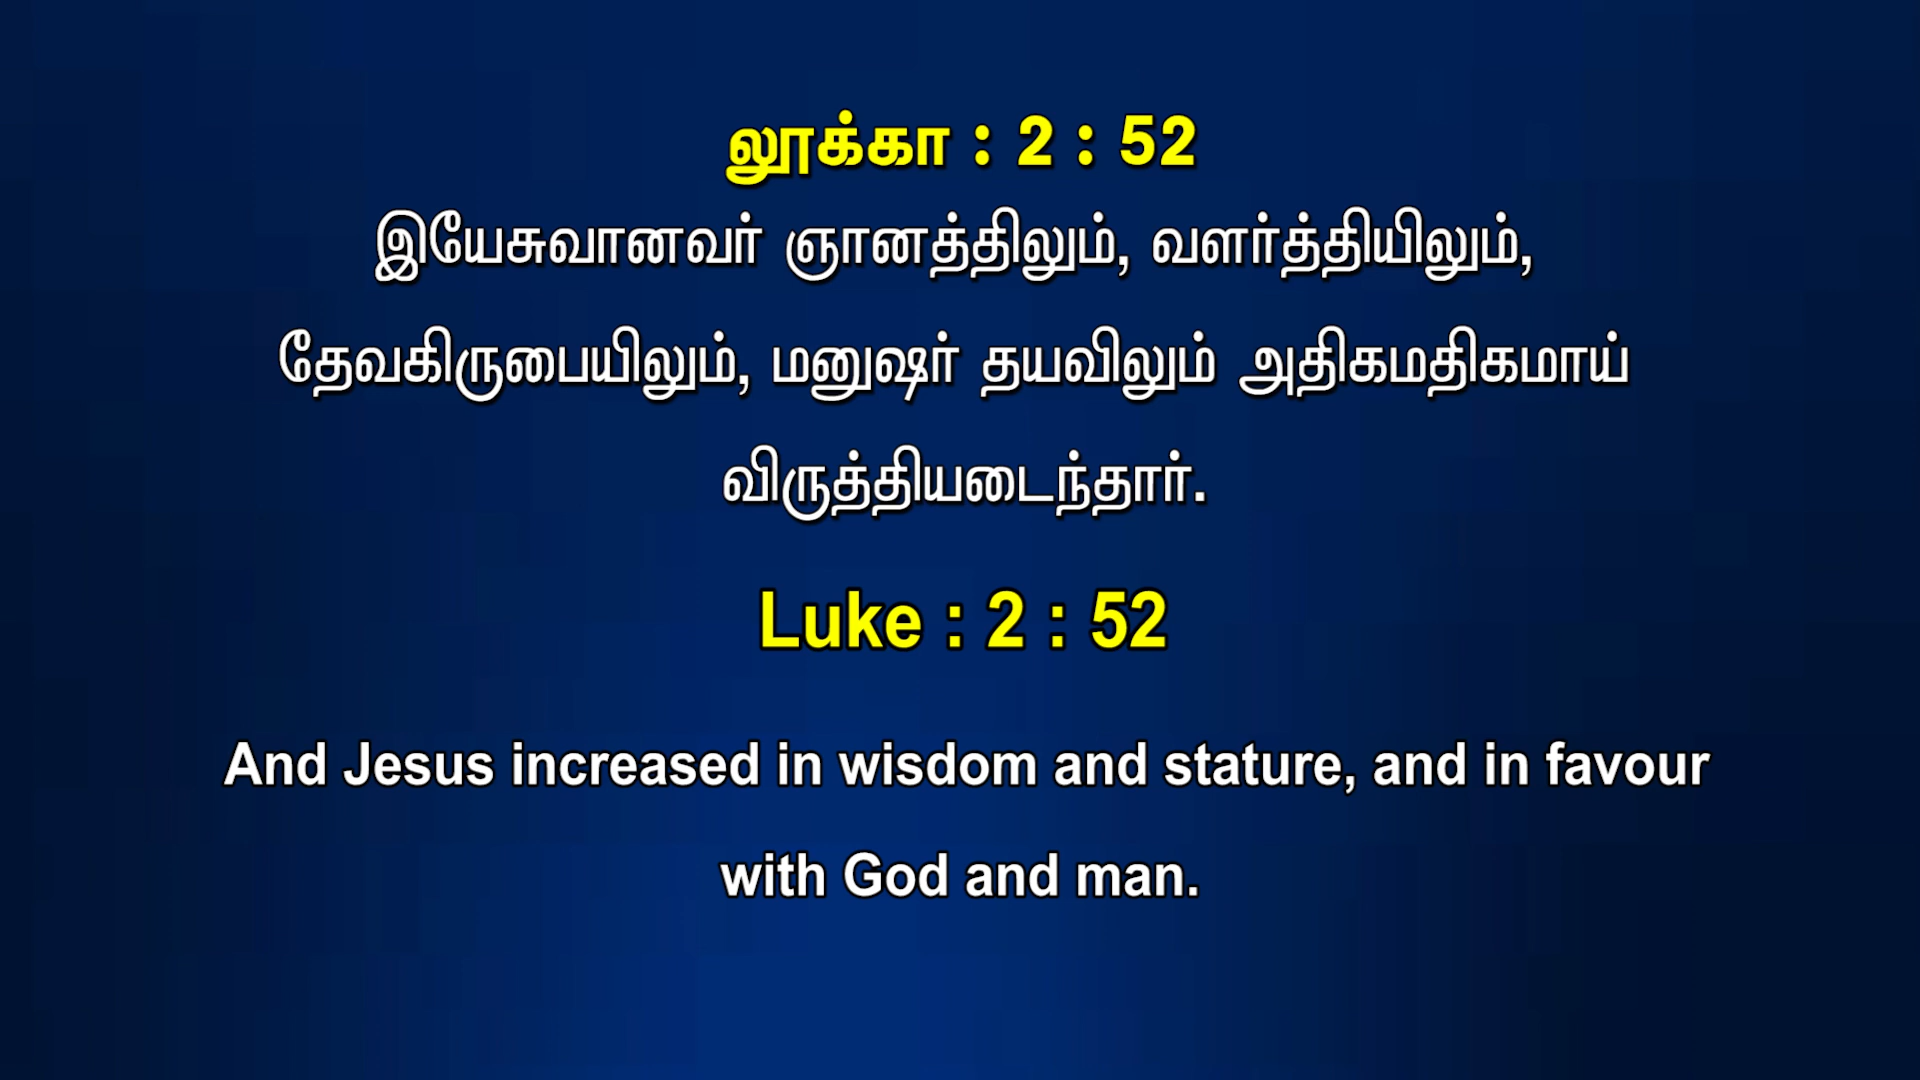 லூக்கா : 2 : 52
இயேசுவானவர் ஞானத்திலும், வளர்த்தியிலும்,
தேவகிருபையிலும், மனுஷர் தயவிலும் அதிகமதிகமாய்
விருத்தியடைந்தார்.
Luke : 2 : 52
And Jesus increased in wisdom and stature, and in favour
with God and man.